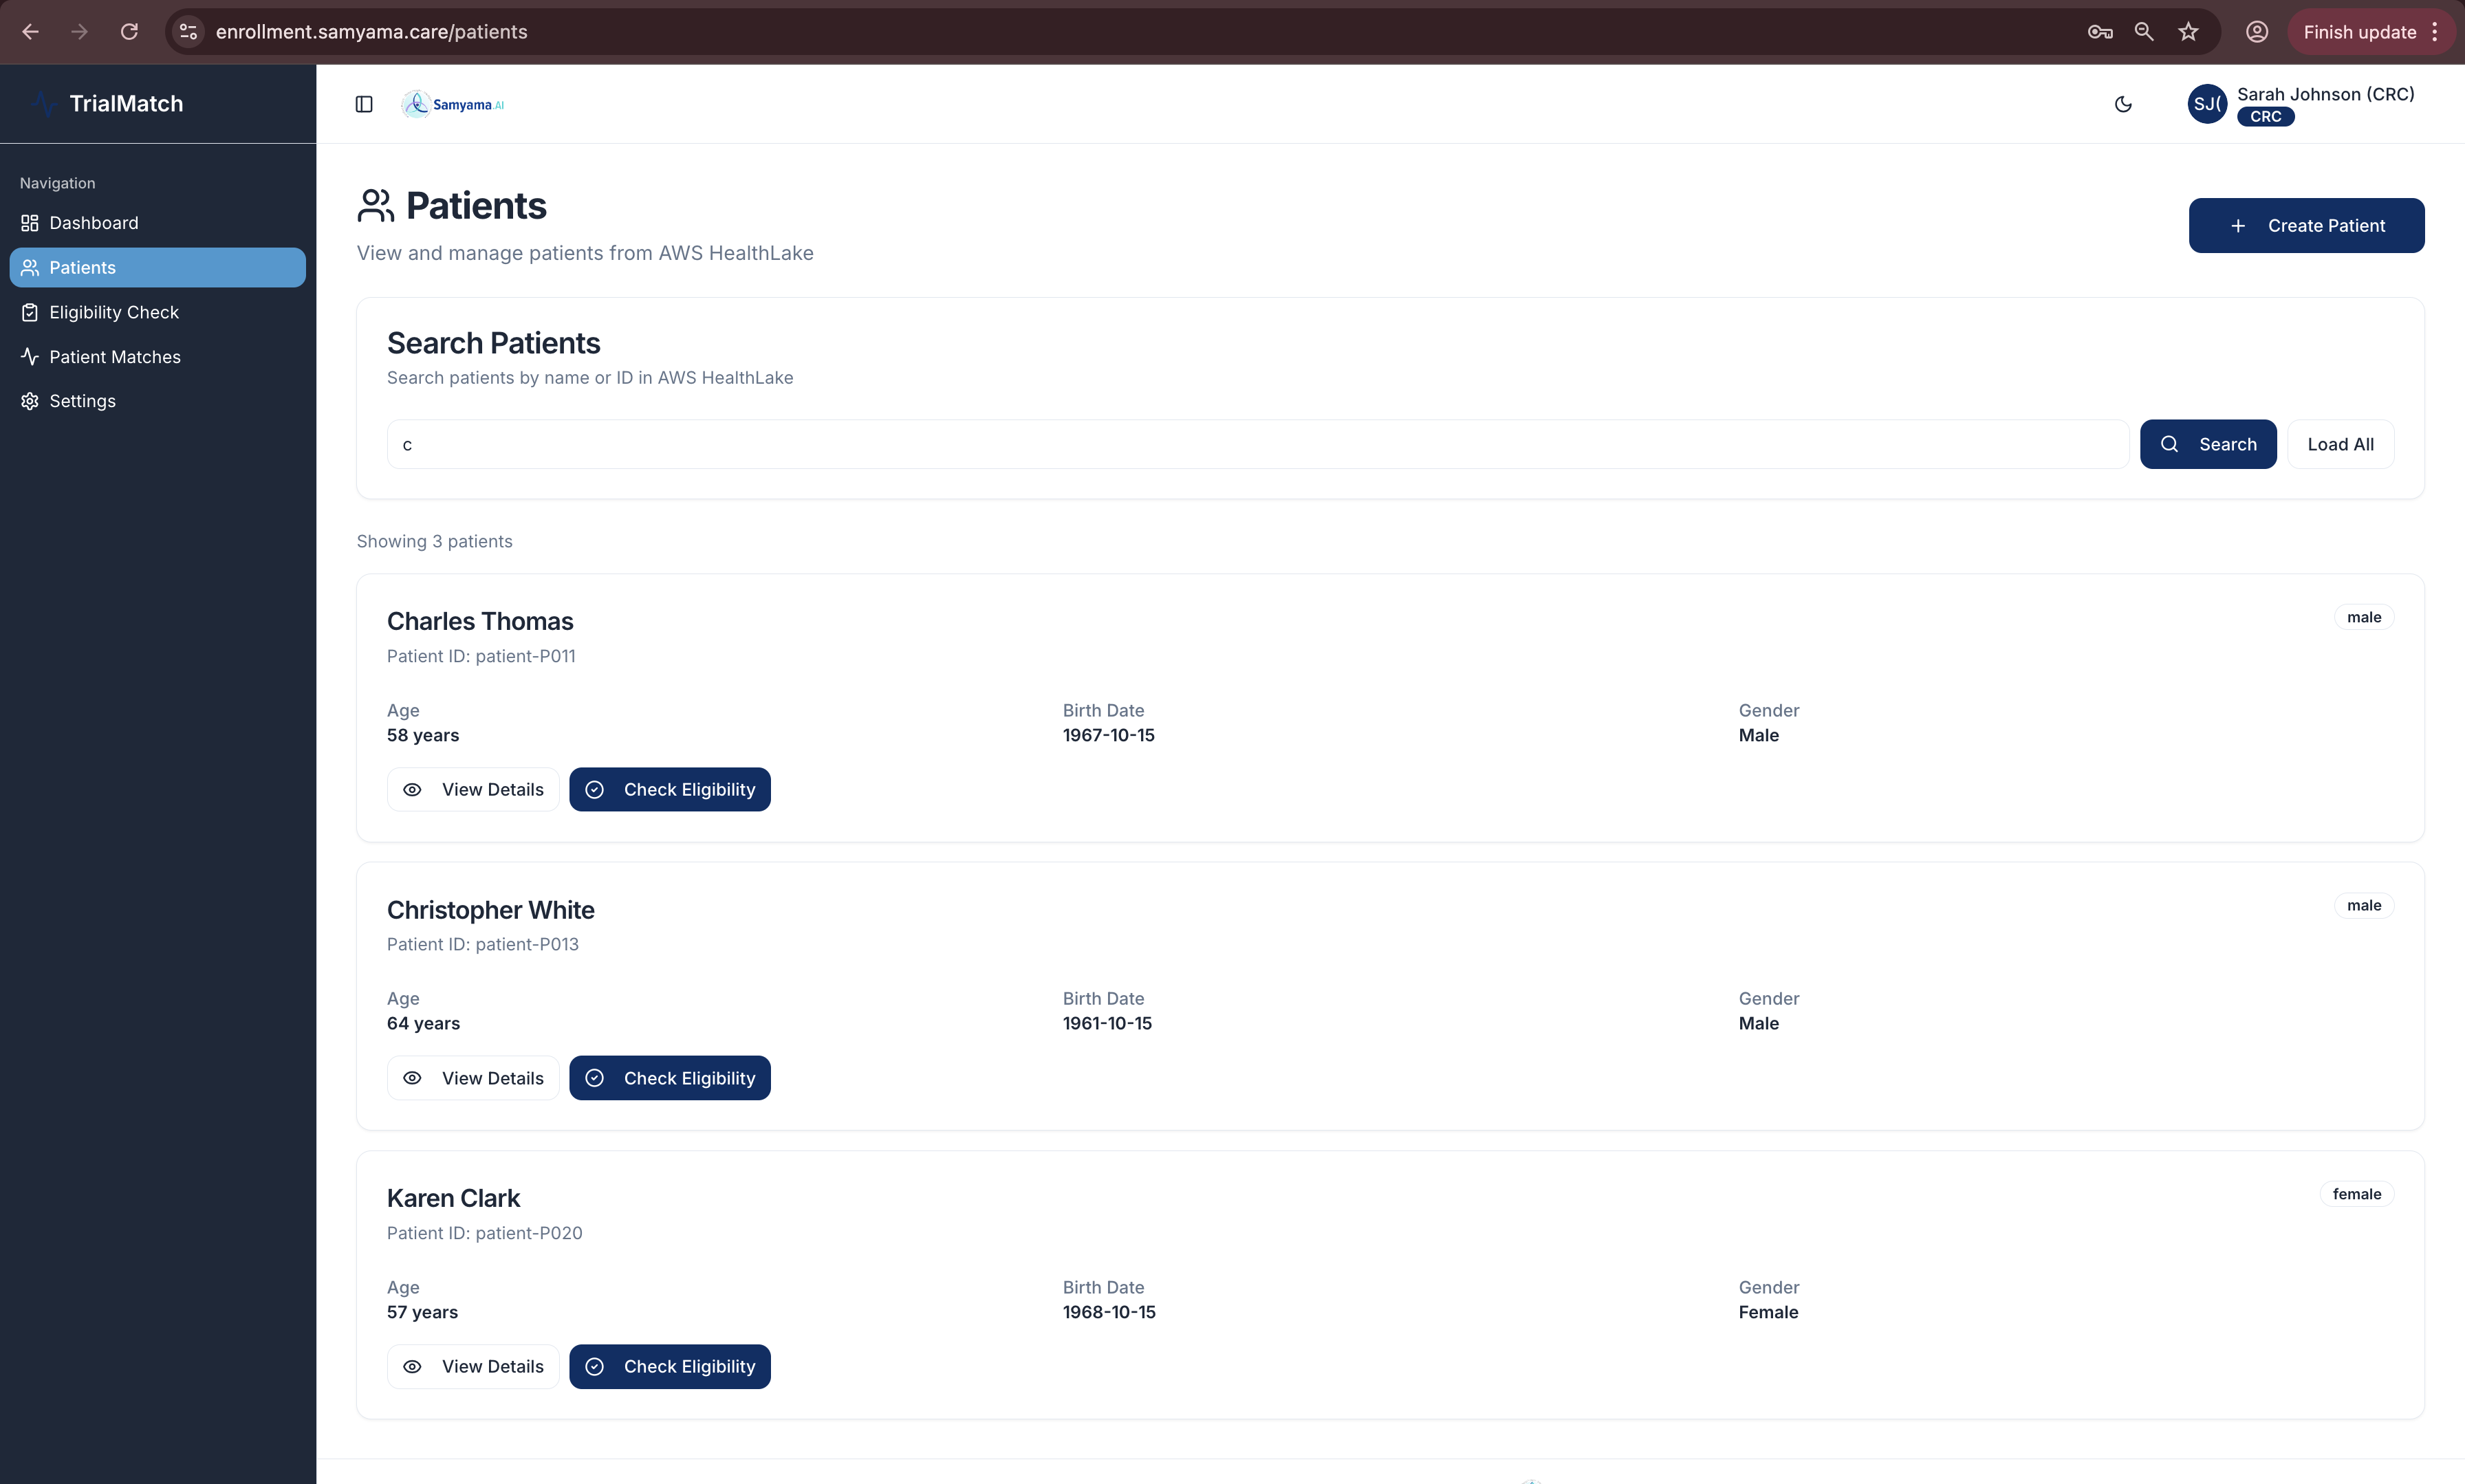 enrollment.samyama.care/patients
Finish update
TrialMatch
Samyama.AI
SJ(
Sarah Johnson (CRC)
CRC
Navigation
Dashboard
Patients
Eligibility Check
Patient Matches
Settings
Patients
View and manage patients from AWS HealthLake
+ Create Patient
Search Patients
Search patients by name or ID in AWS HealthLake
c
Search
Load All
Showing 3 patients
Charles Thomas
male
Patient ID: patient-P011
Age
Birth Date
Gender
58 years
1967-10-15
Male
View Details
Check Eligibility
Christopher White
male
Patient ID: patient-P013
Age
Birth Date
Gender
64 years
1961-10-15
Male
View Details
Check Eligibility
Karen Clark
female
Patient ID: patient-P020
Age
Birth Date
Gender
57 years
1968-10-15
Female
View Details
Check Eligibility